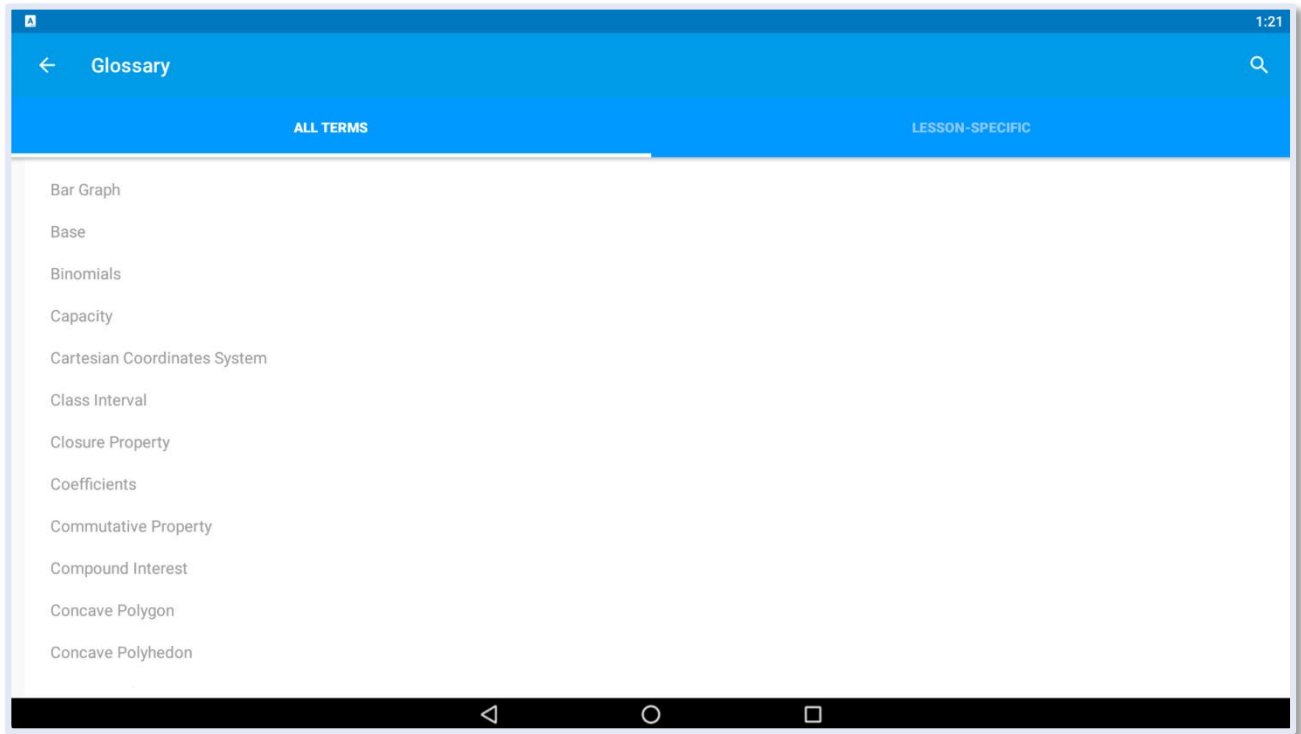 A
1:21
Glossary
ALL TERMS
LESSON-SPECIFIC
Bar Graph
Base
Binomials
Capacity
Cartesian Coordinates System
Class Interval
Closure Property
Coefficients
Commutative Property
Compound Interest
Concave Polygon
Concave Polyhedon